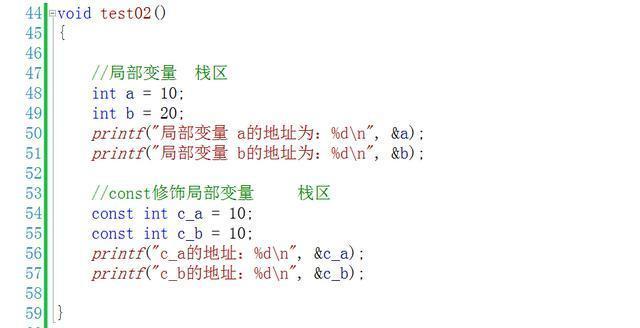 44 void test02()
45 {
46
47 //局部变量 栈区
48 int a = 10;
49 int b = 20;
50 printf("局部变量 a的地址为: %d\n", &a);
51 printf("局部变量 b的地址为: %d\n", &b);
52
53 //const修饰局部变量 栈区
54 const int c_a = 10;
55 const int c_b = 10;
56 printf("c_a的地址: %d\n", &c_a);
57 printf("c_b的地址: %d\n", &c_b);
58
59 }